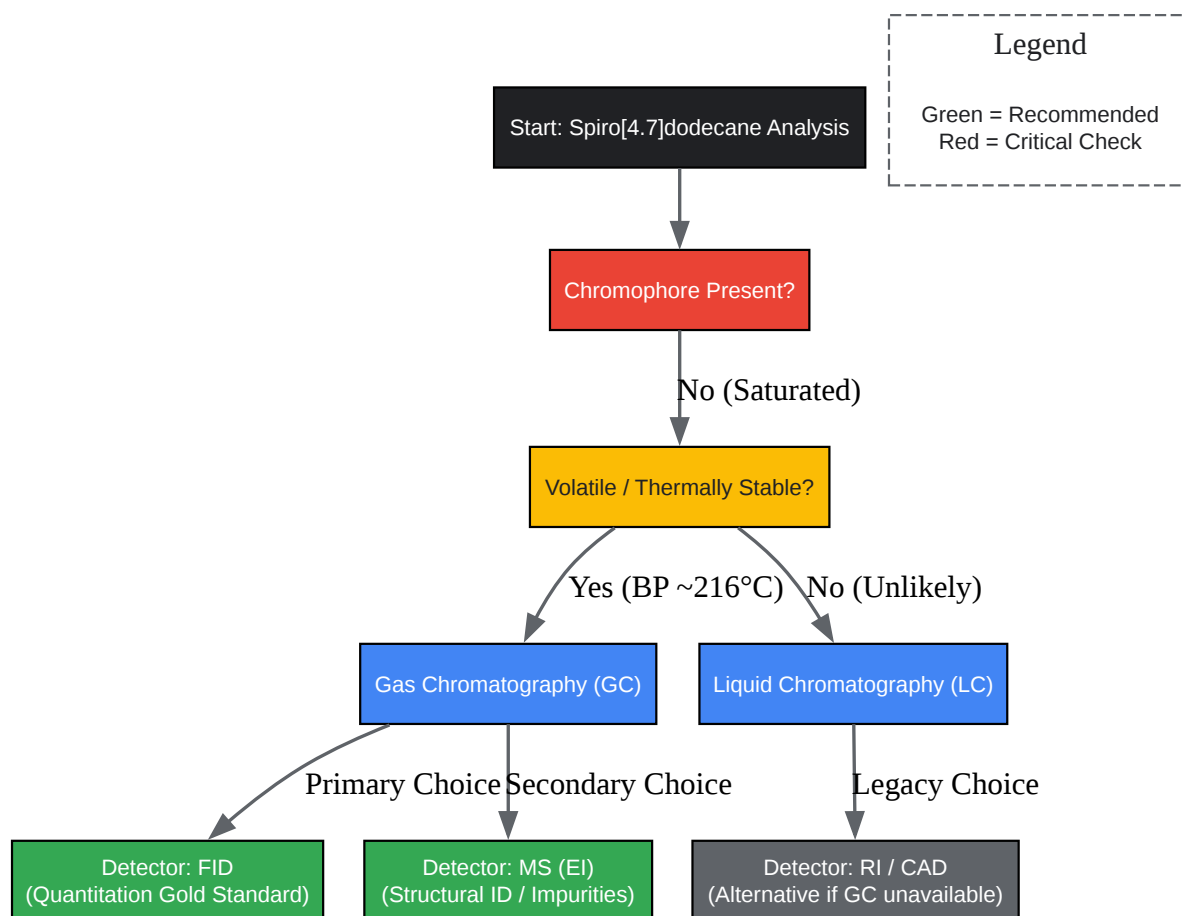 Legend
Green = Recommended
Red = Critical Check
Start: Spiro[4.7]dodecane Analysis
Chromophore Present?
No (Saturated)
Volatile / Thermally Stable?
Yes (BP ~216°C)
No (Unlikely)
Gas Chromatography (GC)
Liquid Chromatography (LC)
Primary Choice
Secondary Choice
Legacy Choice
Detector: FID
(Quantitation Gold Standard)
Detector: MS (EI)
(Structural ID / Impurities)
Detector: RI / CAD
(Alternative if GC unavailable)